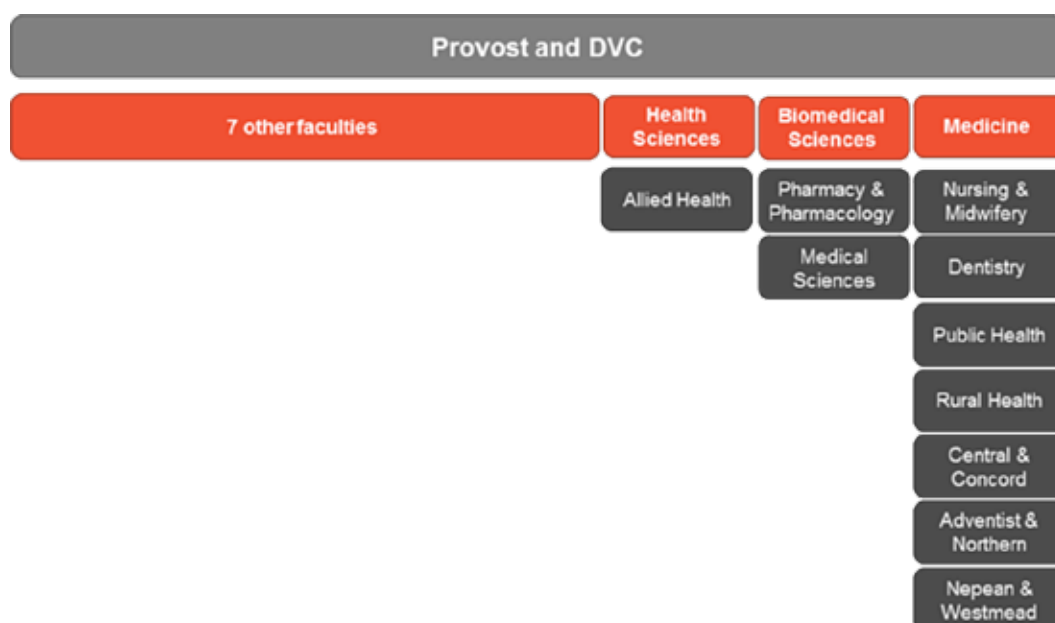 Provost and DVC
7 other faculties
Health
Sciences
Biomedical
Sciences
Medicine
Allied Health
Pharmacy &
Pharmacology
Nursing &
Midwifery
Medical
Sciences
Dentistry
Public Health
Rural Health
Central &
Concord
Adventist &
Northern
Nepean &
Westmead